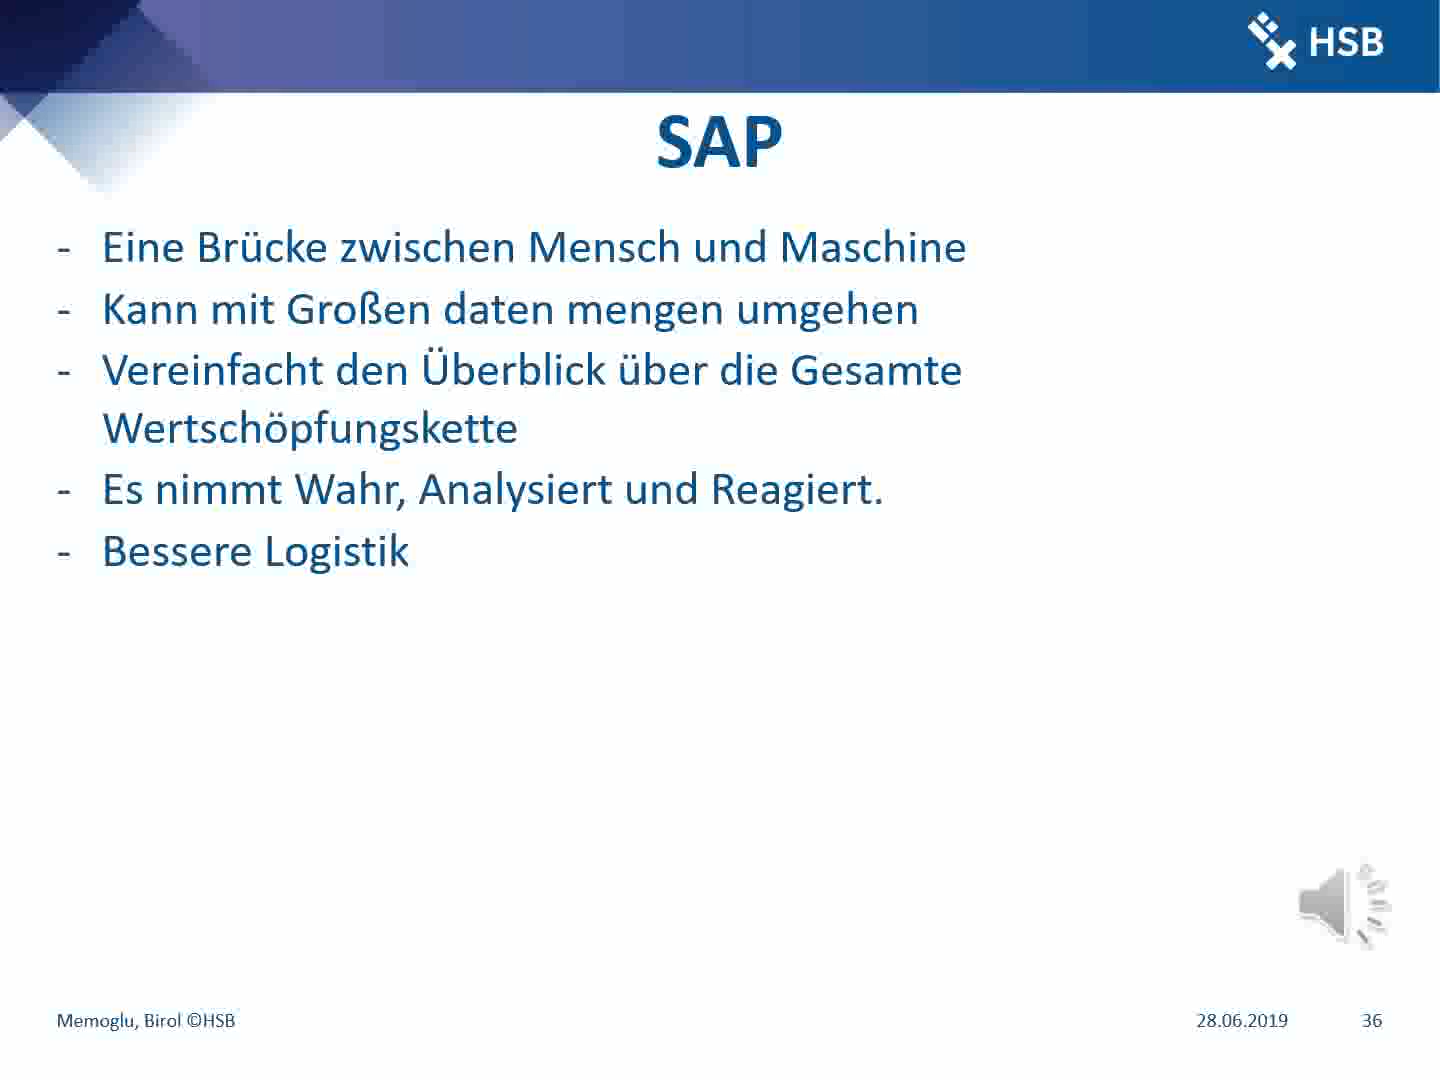 HSB
SAP
- Eine Brücke zwischen Mensch und Maschine
- Kann mit Großen daten mengen umgehen
- Vereinfacht den Überblick über die Gesamte
Wertschöpfungskette
- Es nimmt Wahr, Analysiert und Reagiert.
- Bessere Logistik
Memoglu, Birol ©HSB
28.06.2019
36